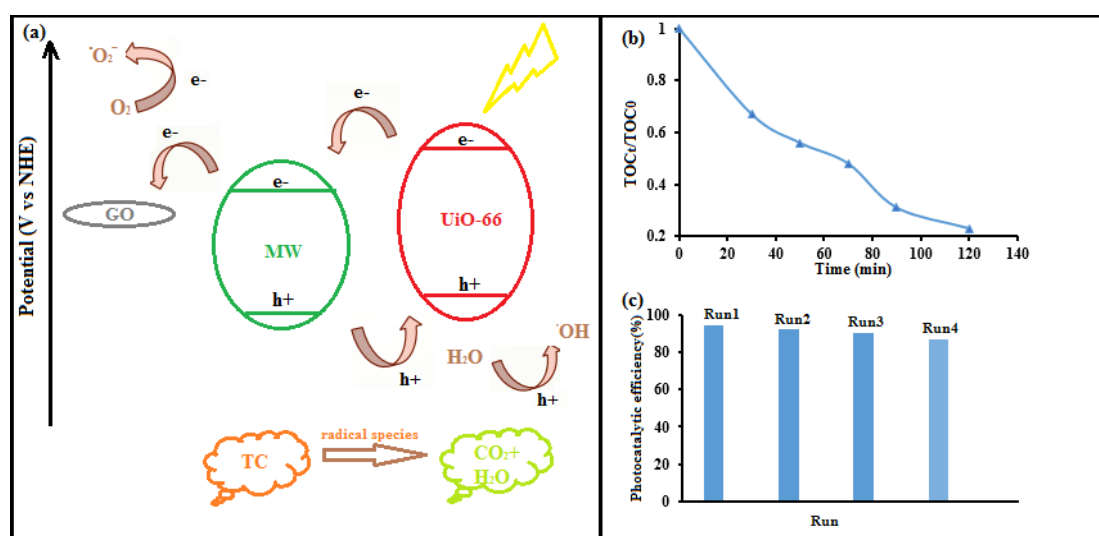 (a)
Potential (V vs NHE)
·O₂⁻
O₂
e-
e-
e-
GO
e-
MW
h+
e-
UiO-66
h+
h+
H₂O
·OH
h+
TC
radical species
CO₂+
H₂O
(b)
TOCt/TOC0
1
0.8
0.6
0.4
0.2
0 20 40 60 80 100 120 140
Time (min)
(c)
Photocatalytic efficiency(%)
100
80
60
40
20
0
Run1 Run2 Run3 Run4
Run